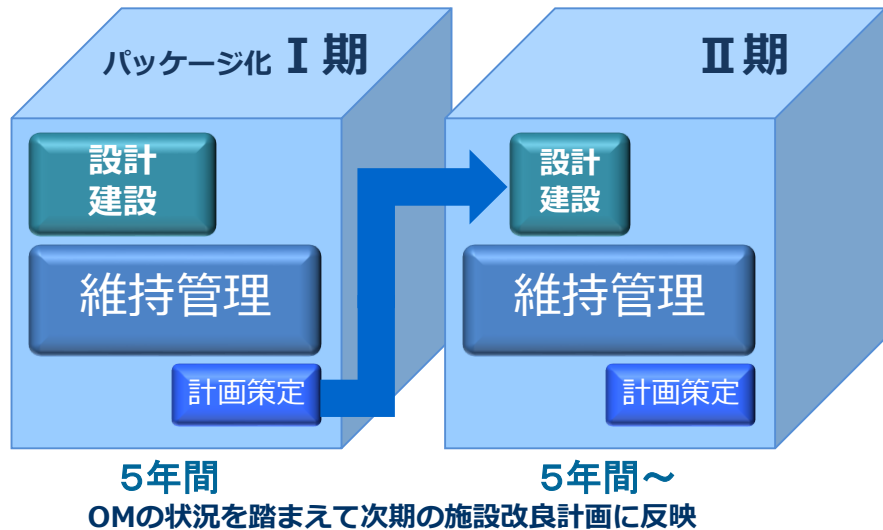 パッケージ化 Ⅰ期
設計
建設
維持管理
計画策定
5年間
Ⅱ期
設計
建設
維持管理
計画策定
5年間～
OMの状況を踏まえて次期の施設改良計画に反映